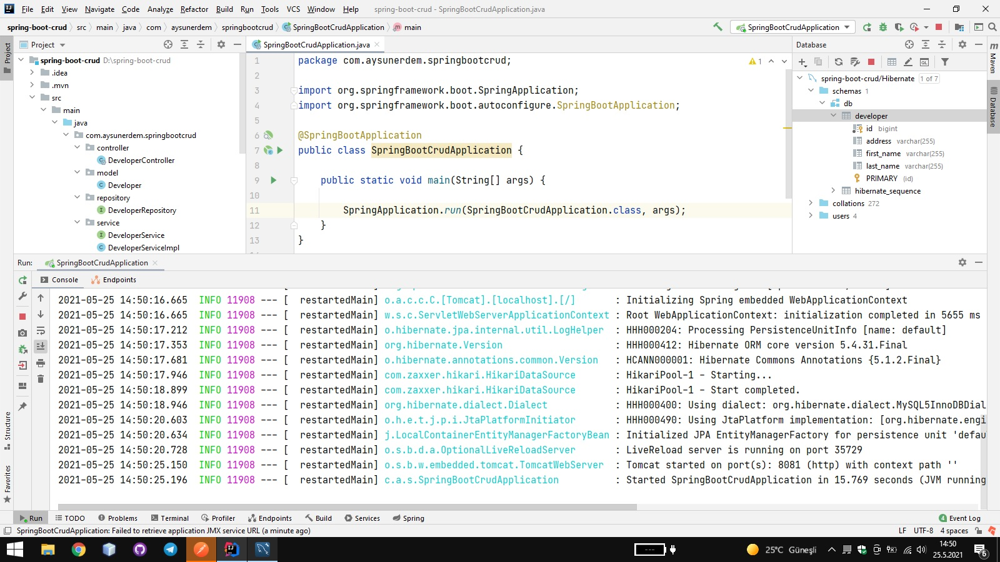 File Edit View Navigate Code Analyze Refactor Build Run Tools VCS Window Help spring-boot-crud - SpringBootCrudApplication.java
spring-boot-crud src main java com aysunerdem springbootcrud SpringBootCrudApplication main
SpringBootCrudApplication
Project
Project
spring-boot-crud D:\spring-boot-crud
.idea
.mvn
src
main
java
com.aysunerdem.springbootcrud
controller
DeveloperController
model
Developer
repository
DeveloperRepository
service
DeveloperService
DeveloperServiceImpl
SpringBootCrudApplication.java
1 package com.aysunerdem.springbootcrud;
1
2
3 import org.springframework.boot.SpringApplication;
4 import org.springframework.boot.autoconfigure.SpringBootApplication;
5
6 @SpringBootApplication
7 public class SpringBootCrudApplication {
8
9 public static void main(String[] args) {
10
11 SpringApplication.run(SpringBootCrudApplication.class, args);
12 }
13 }
Database
spring-boot-crud/Hibernate 1 of 7
schemas 1
db
developer
id bigint
address varchar(255)
first_name varchar(255)
last_name varchar(255)
PRIMARY (id)
hibernate_sequence
collations 272
users 4
Maven
Database
Run: SpringBootCrudApplication
Console Endpoints
2021-05-25 14:50:16.665 INFO 11908 --- [ restartedMain] o.a.c.c.C.[Tomcat].[localhost].[/] : Initializing Spring embedded WebApplicationContext
2021-05-25 14:50:16.665 INFO 11908 --- [ restartedMain] w.s.c.ServletWebServerApplicationContext : Root WebApplicationContext: initialization completed in 5655 ms
2021-05-25 14:50:17.212 INFO 11908 --- [ restartedMain] o.hibernate.jpa.internal.util.LogHelper : HHH000204: Processing PersistenceUnitInfo [name: default]
2021-05-25 14:50:17.353 INFO 11908 --- [ restartedMain] org.hibernate.Version : HHH000412: Hibernate ORM core version 5.4.31.Final
2021-05-25 14:50:17.681 INFO 11908 --- [ restartedMain] o.hibernate.annotations.common.Version : HCANN000001: Hibernate Commons Annotations {5.1.2.Final}
2021-05-25 14:50:17.946 INFO 11908 --- [ restartedMain] com.zaxxer.hikari.HikariDataSource : HikariPool-1 - Starting...
2021-05-25 14:50:18.899 INFO 11908 --- [ restartedMain] com.zaxxer.hikari.HikariDataSource : HikariPool-1 - Start completed.
2021-05-25 14:50:18.946 INFO 11908 --- [ restartedMain] org.hibernate.dialect.Dialect : HHH000400: Using dialect: org.hibernate.dialect.MySQL5InnoDBDial
2021-05-25 14:50:20.603 INFO 11908 --- [ restartedMain] o.h.e.t.j.p.i.JtaPlatformInitiator : HHH000490: Using JtaPlatform implementation: [org.hibernate.engi
2021-05-25 14:50:20.634 INFO 11908 --- [ restartedMain] j.LocalContainerEntityManagerFactoryBean : Initialized JPA EntityManagerFactory for persistence unit 'defau
2021-05-25 14:50:20.728 INFO 11908 --- [ restartedMain] o.s.b.d.a.OptionalLiveReloadServer : LiveReload server is running on port 35729
2021-05-25 14:50:25.150 INFO 11908 --- [ restartedMain] o.s.b.w.embedded.tomcat.TomcatWebServer : Tomcat started on port(s): 8081 (http) with context path ''
2021-05-25 14:50:25.196 INFO 11908 --- [ restartedMain] c.a.s.SpringBootCrudApplication : Started SpringBootCrudApplication in 15.769 seconds (JVM running
Structure
Favorites
Run TODO Problems Terminal Profiler Endpoints Build Services Spring 4 Event Log
SpringBootCrudApplication: Failed to retrieve application JMX service URL (a minute ago) LF UTF-8 4 spaces
25°C Güneşli 14:50
25.5.2021 6